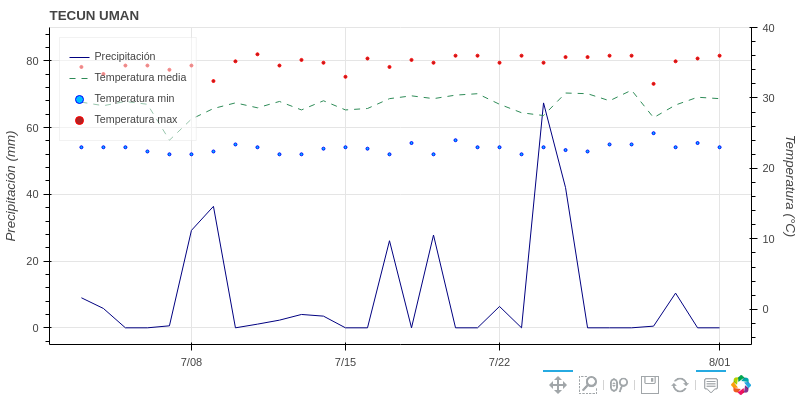 TECUN UMAN
Precipitación
Temperatura media
Temperatura min
Temperatura max
80
60
40
20
0
Precipitación (mm)
40
30
20
10
0
Temperatura (°C)
7/08
7/15
7/22
8/01